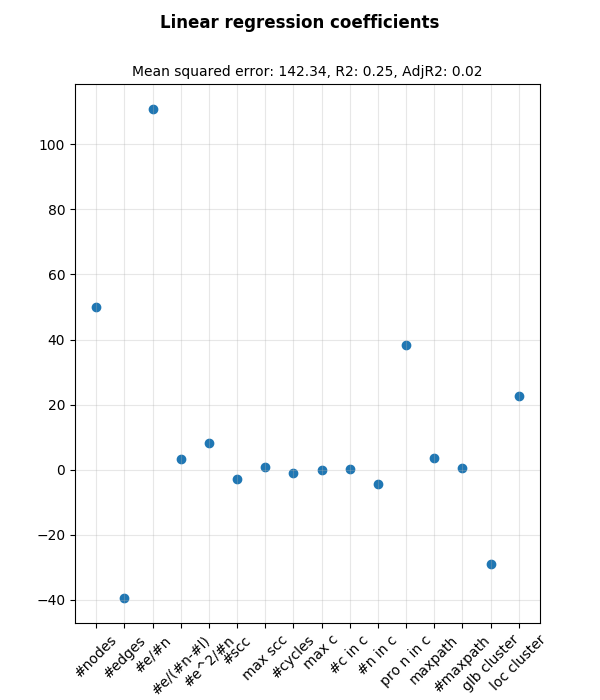 Linear regression coefficients
Mean squared error: 142.34, R2: 0.25, AdjR2: 0.02
100
80
60
40
20
0
−20
−40
#nodes
#edges
#e/#n
#e/(#n-#l)
#e^2/#n
#scc
max scc
#cycles
max c
#c in c
#n in c
pro n in c
maxpath
#maxpath
glb cluster
loc cluster